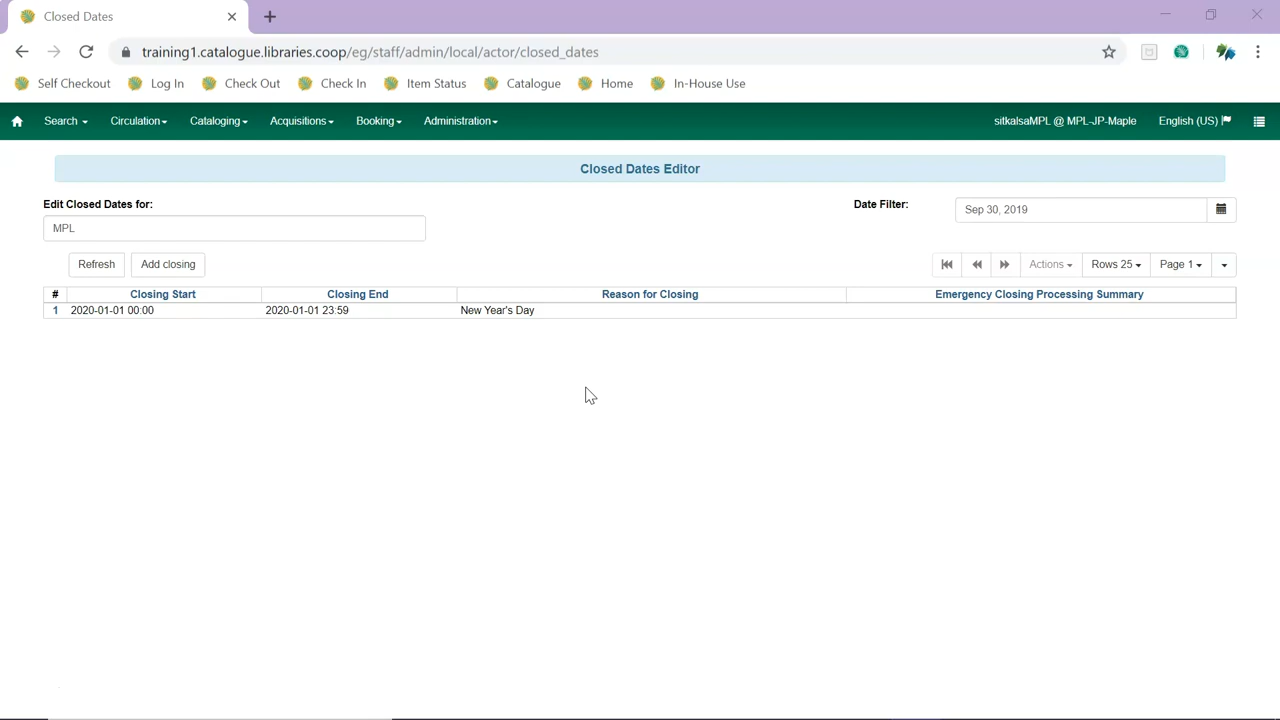 Closed Dates
training1.catalogue.libraries.coop/eg/staff/admin/local/actor/closed_dates
Self Checkout Log In Check Out Check In Item Status Catalogue Home In-House Use
Search Circulation Cataloging Acquisitions Booking Administration sitkalsaMPL @ MPL-JP-Maple English (US)
Closed Dates Editor
Edit Closed Dates for: Date Filter:
MPL Sep 30, 2019
Refresh Add closing Actions Rows 25 Page 1
# Closing Start Closing End Reason for Closing Emergency Closing Processing Summary
1 2020-01-01 00:00 2020-01-01 23:59 New Year's Day